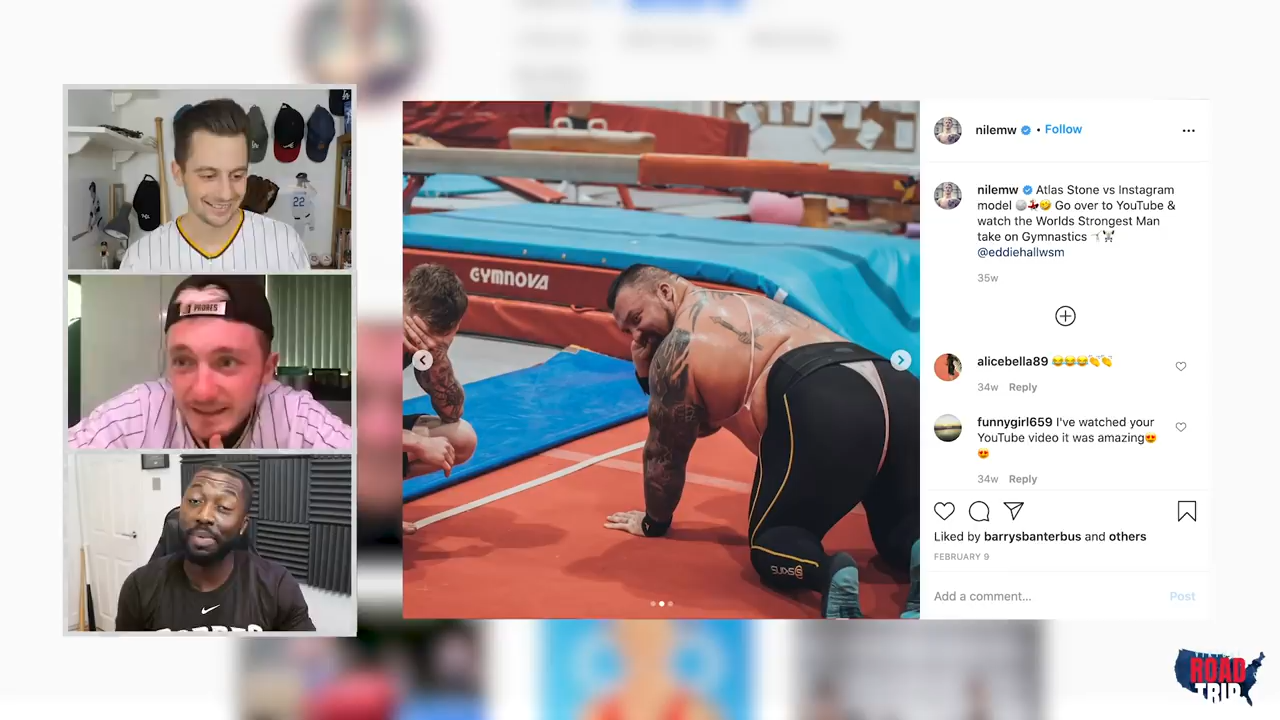 22
PADRES
GYMNOVA
SKINS
nilemw • Follow
nilemw Atlas Stone vs Instagram
model 🪨💃🤣 Go over to YouTube &
watch the Worlds Strongest Man
take on Gymnastics 🤸🏋
@eddiehallwsm
35w
alicebella89 😂😂😂👏👏
34w Reply
funnygirl659 I've watched your
YouTube video it was amazing😍
😍
34w Reply
Liked by barrysbanterbus and others
FEBRUARY 9
Add a comment... Post
ROAD
TRIP